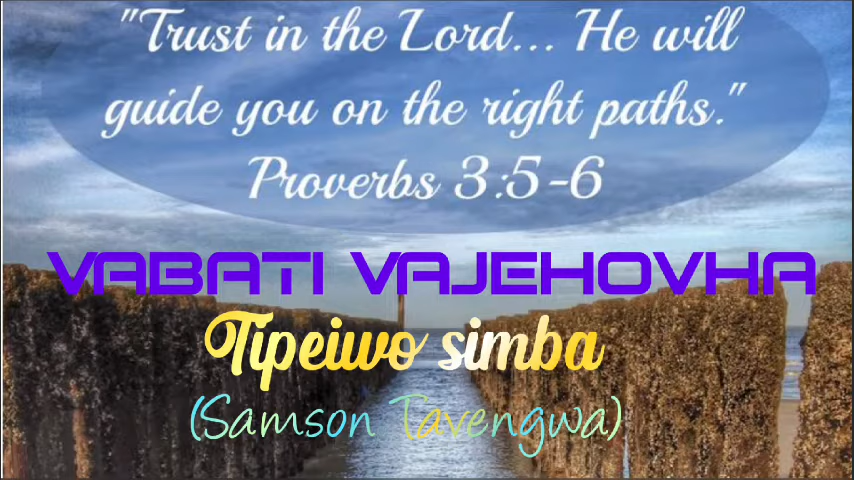 "Trust in the Lord... He will
guide you on the right paths."
Proverbs 3:5-6
VABATI VAJEHOVHA
Tipeiwo simba
(Samson Tavengwa)